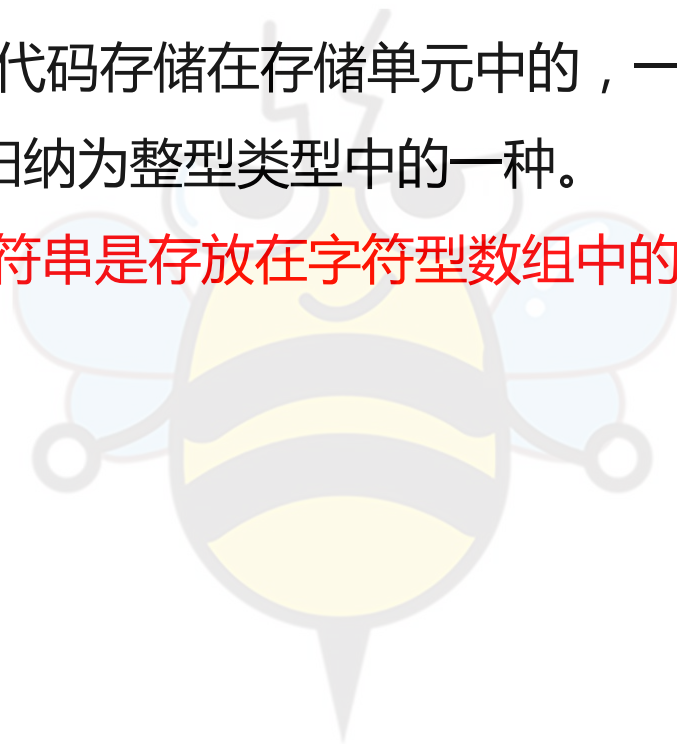 代码存储在存储单元中的，一
归纳为整型类型中的一种。
符串是存放在字符型数组中的